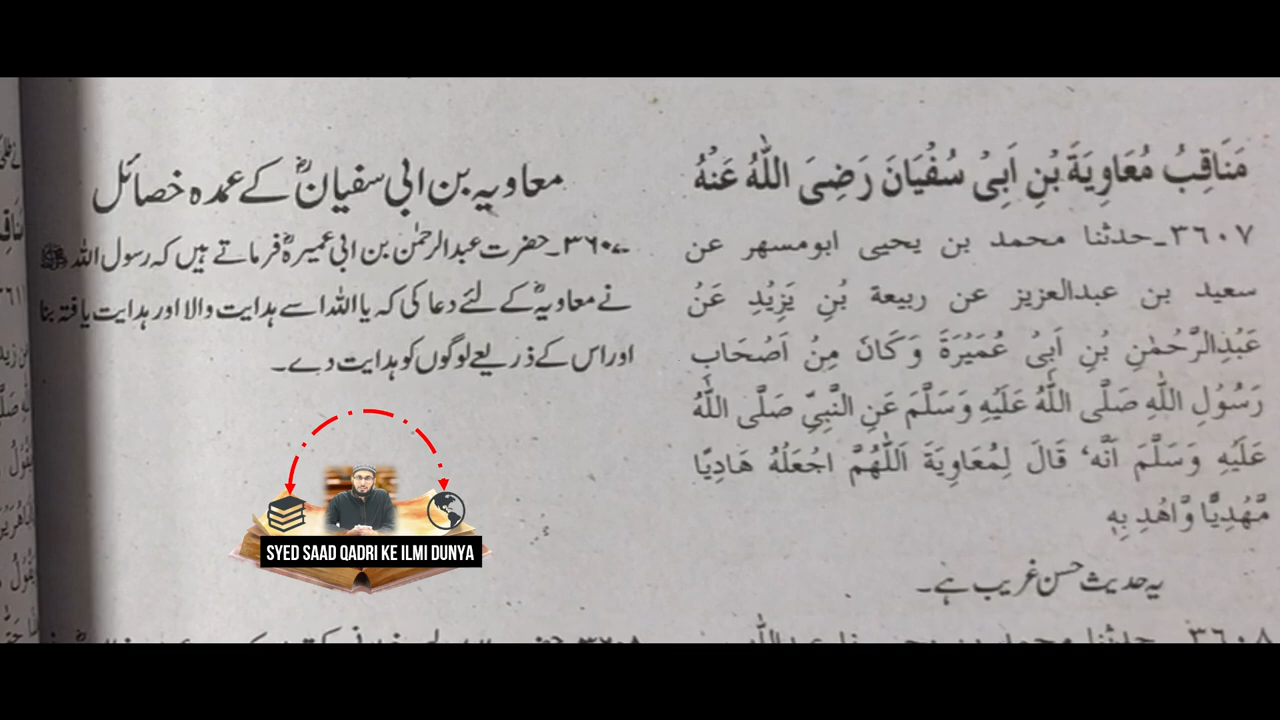 مَنَاقِبُ مُعَاوِيَةَ بُنِ اَبِىُ سُفُيَانَ رَضِىَ اللّٰهُ عَنُهُ
٣٦٠٧۔حدثنا محمد بن يحيى ابومسهر عن
سعيد بن عبدالعزيز عن ربيعة بُنِ يَزِيُدِ عَنُ
عَبُدِالرَّحُمٰنِ بُنِ اَبِىُ عُمَيُرَةَ وَكَانَ مِنُ اَصُحَابِ
رَسُوُلِ اللّٰهِ صَلَّى اللّٰهُ عَلَيُهِ وَسَلَّمَ عَنِ النَّبِيِّ صَلَّى اللّٰهُ
عَلَيُهِ وَسَلَّمَ اَنَّه‘ قَالَ لِمُعَاوِيَةَ اَللّٰهُمَّ اجُعَلُهُ هَادِيًّا
مَّهُدِيًّا وَّاهُدِ بِهٖ
یہ حدیث حسن غریب ہے۔
معاویہ بن ابی سفیانؓ کے عمدہ خصائل
۳۶۰۷۔حضرت عبدالرحمٰن بن ابی عمیرہؓ فرماتے ہیں کہ رسول اللہ ﷺ
نے معاویہؓ کے لئے دعا کی کہ یا اللہ اسے ہدایت والا اور ہدایت یافتہ بنا
اور اس کے ذریعے لوگوں کو ہدایت دے۔
SYED SAAD QADRI KE ILMI DUNYA